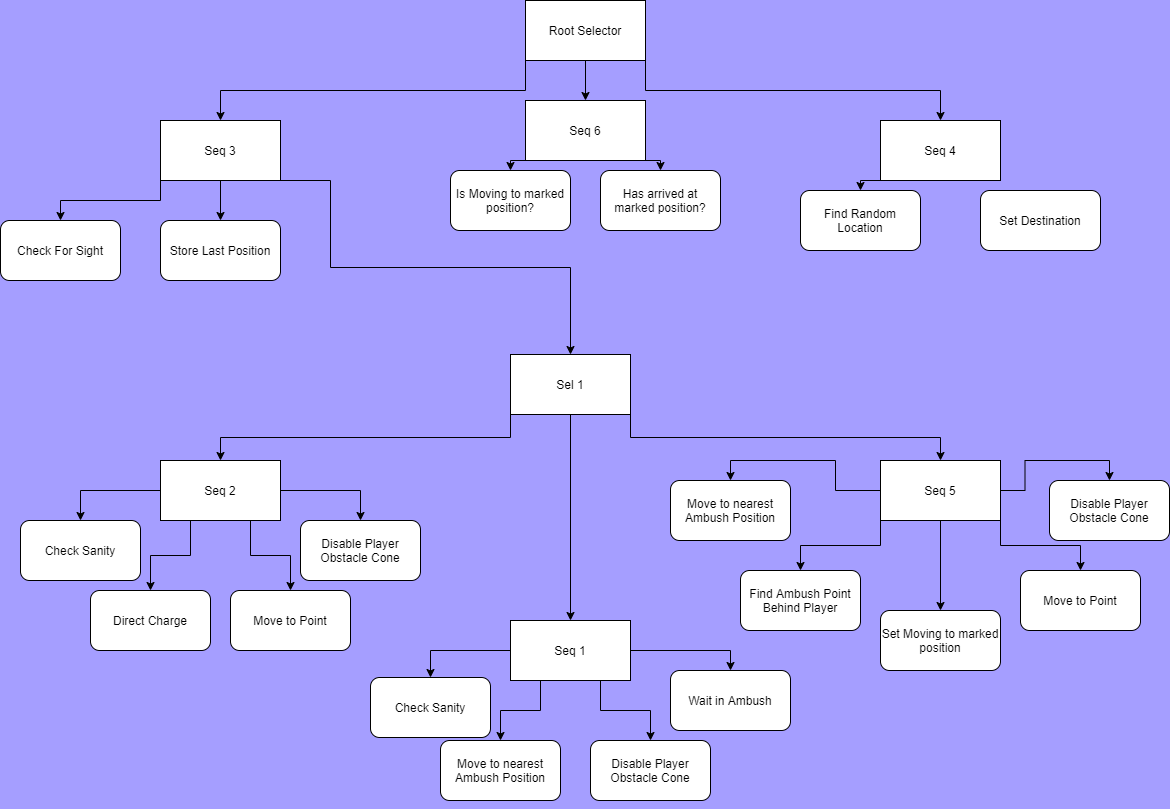 Root Selector
Seq 3
Seq 6
Seq 4
Check For Sight
Store Last Position
Is Moving to marked
position?
Has arrived at
marked position?
Find Random
Location
Set Destination
Sel 1
Seq 2
Check Sanity
Direct Charge
Move to Point
Disable Player
Obstacle Cone
Seq 5
Move to nearest
Ambush Position
Find Ambush Point
Behind Player
Set Moving to marked
position
Move to Point
Disable Player
Obstacle Cone
Seq 1
Check Sanity
Move to nearest
Ambush Position
Disable Player
Obstacle Cone
Wait in Ambush